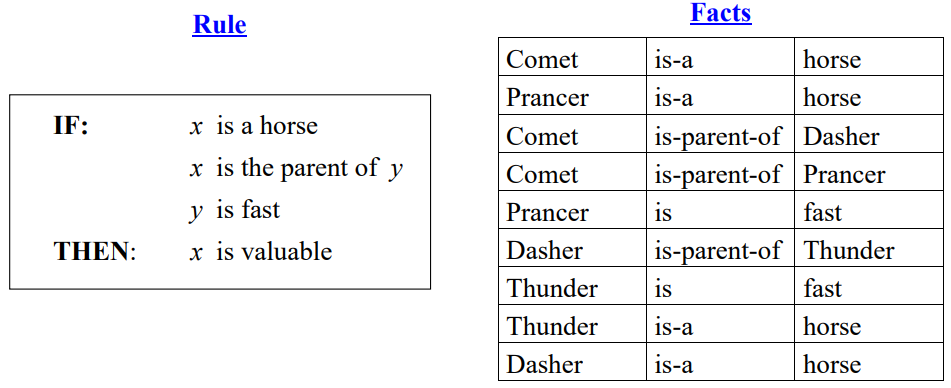 Rule
IF: x is a horse
x is the parent of y
y is fast
THEN: x is valuable
Facts
Comet is-a horse
Prancer is-a horse
Comet is-parent-of Dasher
Comet is-parent-of Prancer
Prancer is fast
Dasher is-parent-of Thunder
Thunder is fast
Thunder is-a horse
Dasher is-a horse